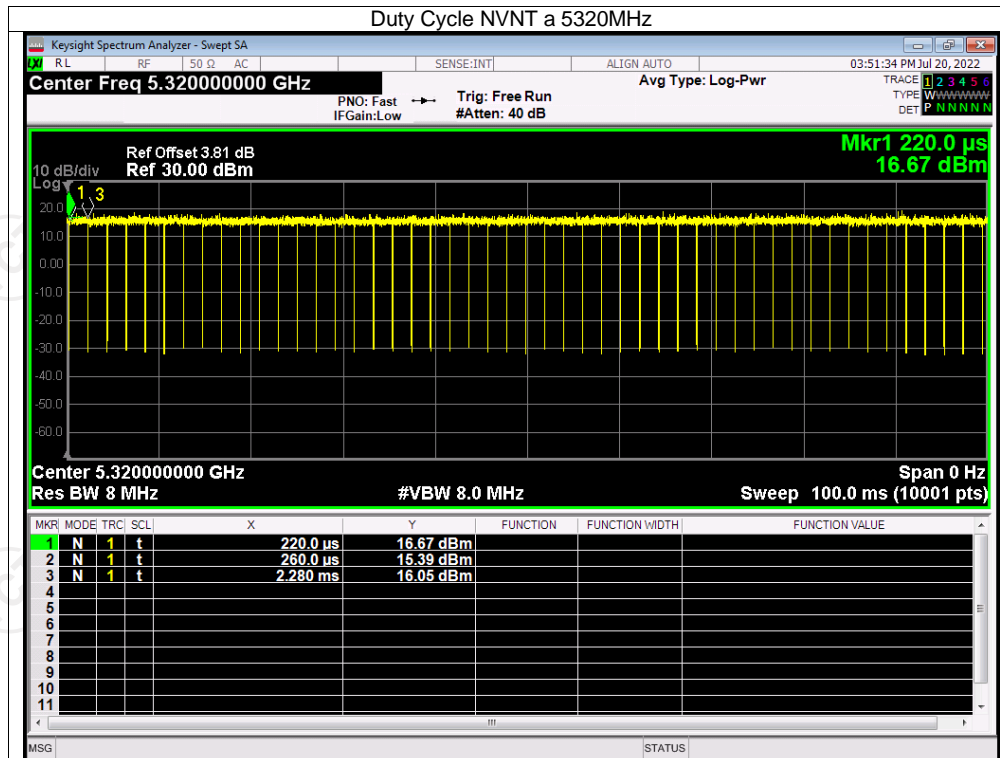 Duty Cycle NVNT a 5320MHz
Keysight Spectrum Analyzer - Swept SA
LXI RL RF 50 Ω AC SENSE:INT ALIGN AUTO 03:51:34 PM Jul 20, 2022
Center Freq 5.320000000 GHz Avg Type: Log-Pwr TRACE 1 2 3 4 5 6
PNO: Fast Trig: Free Run TYPE WWWWWW
IFGain:Low #Atten: 40 dB DET P N N N N N
Mkr1 220.0 µs
Ref Offset 3.81 dB
10 dB/div Ref 30.00 dBm 16.67 dBm
Log
1 3
20.0
10.0
0.00
-10.0
-20.0
-30.0
-40.0
-50.0
-60.0
Center 5.320000000 GHz Span 0 Hz
Res BW 8 MHz #VBW 8.0 MHz Sweep 100.0 ms (10001 pts)
MKR MODE TRC SCL X Y FUNCTION FUNCTION WIDTH FUNCTION VALUE
1 N 1 t 220.0 µs 16.67 dBm
2 N 1 t 260.0 µs 15.39 dBm
3 N 1 t 2.280 ms 16.05 dBm
4
5
6
7
8
9
10
11
MSG STATUS